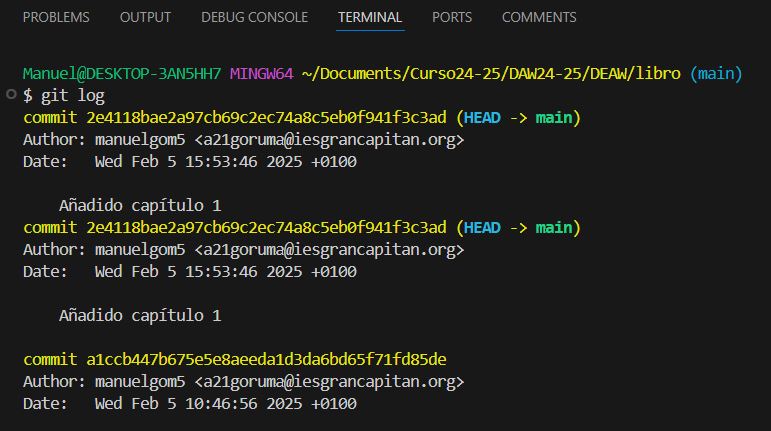 PROBLEMS OUTPUT DEBUG CONSOLE TERMINAL PORTS COMMENTS
Manuel@DESKTOP-3AN5HH7 MINGW64 ~/Documents/Curso24-25/DAW24-25/DEAW/libro (main)
$ git log
commit 2e4118bae2a97cb69c2ec74a8c5eb0f941f3c3ad (HEAD -> main)
Author: manuelgom5 <a21goruma@iesgrancapitan.org>
Date:   Wed Feb 5 15:53:46 2025 +0100
Añadido capítulo 1
commit 2e4118bae2a97cb69c2ec74a8c5eb0f941f3c3ad (HEAD -> main)
Author: manuelgom5 <a21goruma@iesgrancapitan.org>
Date:   Wed Feb 5 15:53:46 2025 +0100
Añadido capítulo 1
commit a1ccb447b675e5e8aeeda1d3da6bd65f71fd85de
Author: manuelgom5 <a21goruma@iesgrancapitan.org>
Date:   Wed Feb 5 10:46:56 2025 +0100